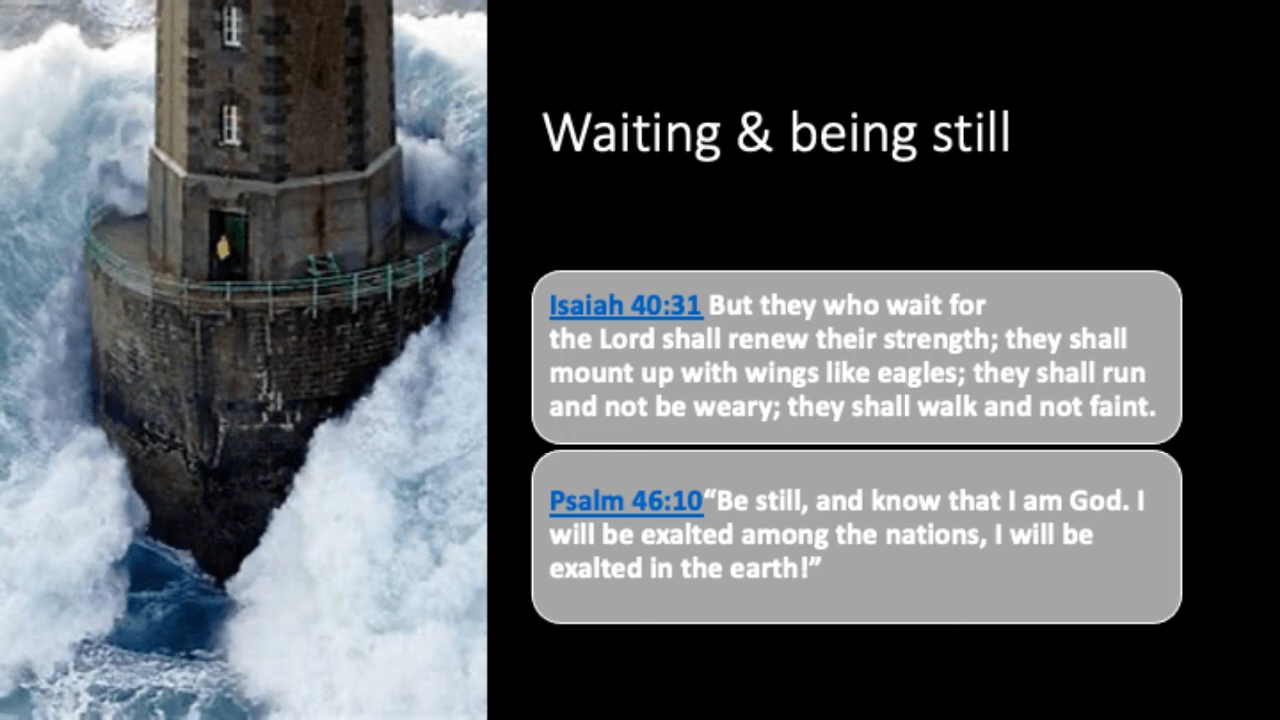 Waiting & being still
Isaiah 40:31 But they who wait for
the Lord shall renew their strength; they shall
mount up with wings like eagles; they shall run
and not be weary; they shall walk and not faint.
Psalm 46:10“Be still, and know that I am God. I
will be exalted among the nations, I will be
exalted in the earth!”